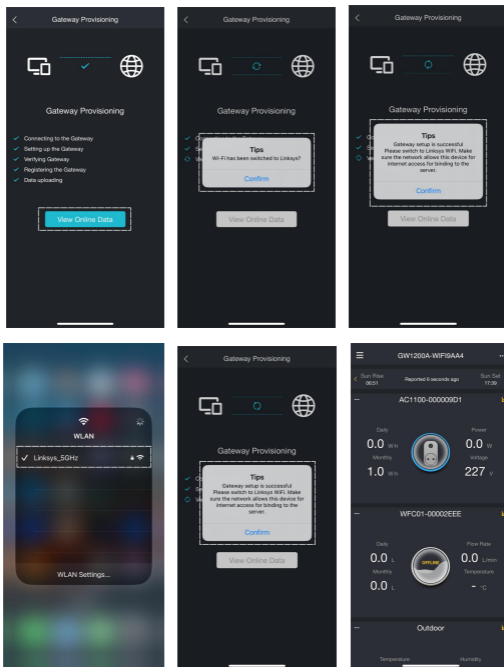 Gateway Provisioning
Gateway Provisioning
Connecting to the Gateway
Setting up the Gateway
Verifying Gateway
Registering the Gateway
Data uploading
View Online Data
Gateway Provisioning
Gateway Provisioning
Tips
Wi-Fi has been switched to Linksys?
Confirm
View Online Data
Gateway Provisioning
Gateway Provisioning
Tips
Gateway setup is successful
Please switch to Linksys WiFi. Make
sure the network allows this device for
internet access for binding to the
server.
Confirm
View Online Data
WLAN
Linksys_5GHz
WLAN Settings...
Gateway Provisioning
Gateway Provisioning
Tips
Gateway setup is successful
Please switch to Linksys WiFi. Make
sure the network allows this device for
internet access for binding to the
server.
Confirm
View Online Data
GW1200A-WIFI9AA4
Sun Rise
06:51
Reported 6 seconds ago
Sun Set
17:39
AC1100-000009D1
Daily
0.0 W/h
Monthly
1.0 W/h
Power
0.0 W
Voltage
227 V
WFC01-00002EEE
Daily
0.0 L
Monthly
0.0 L
OFFLINE
Flow Rate
0.0 L/min
Temperature
- °C
Outdoor
Temperature
Humidity